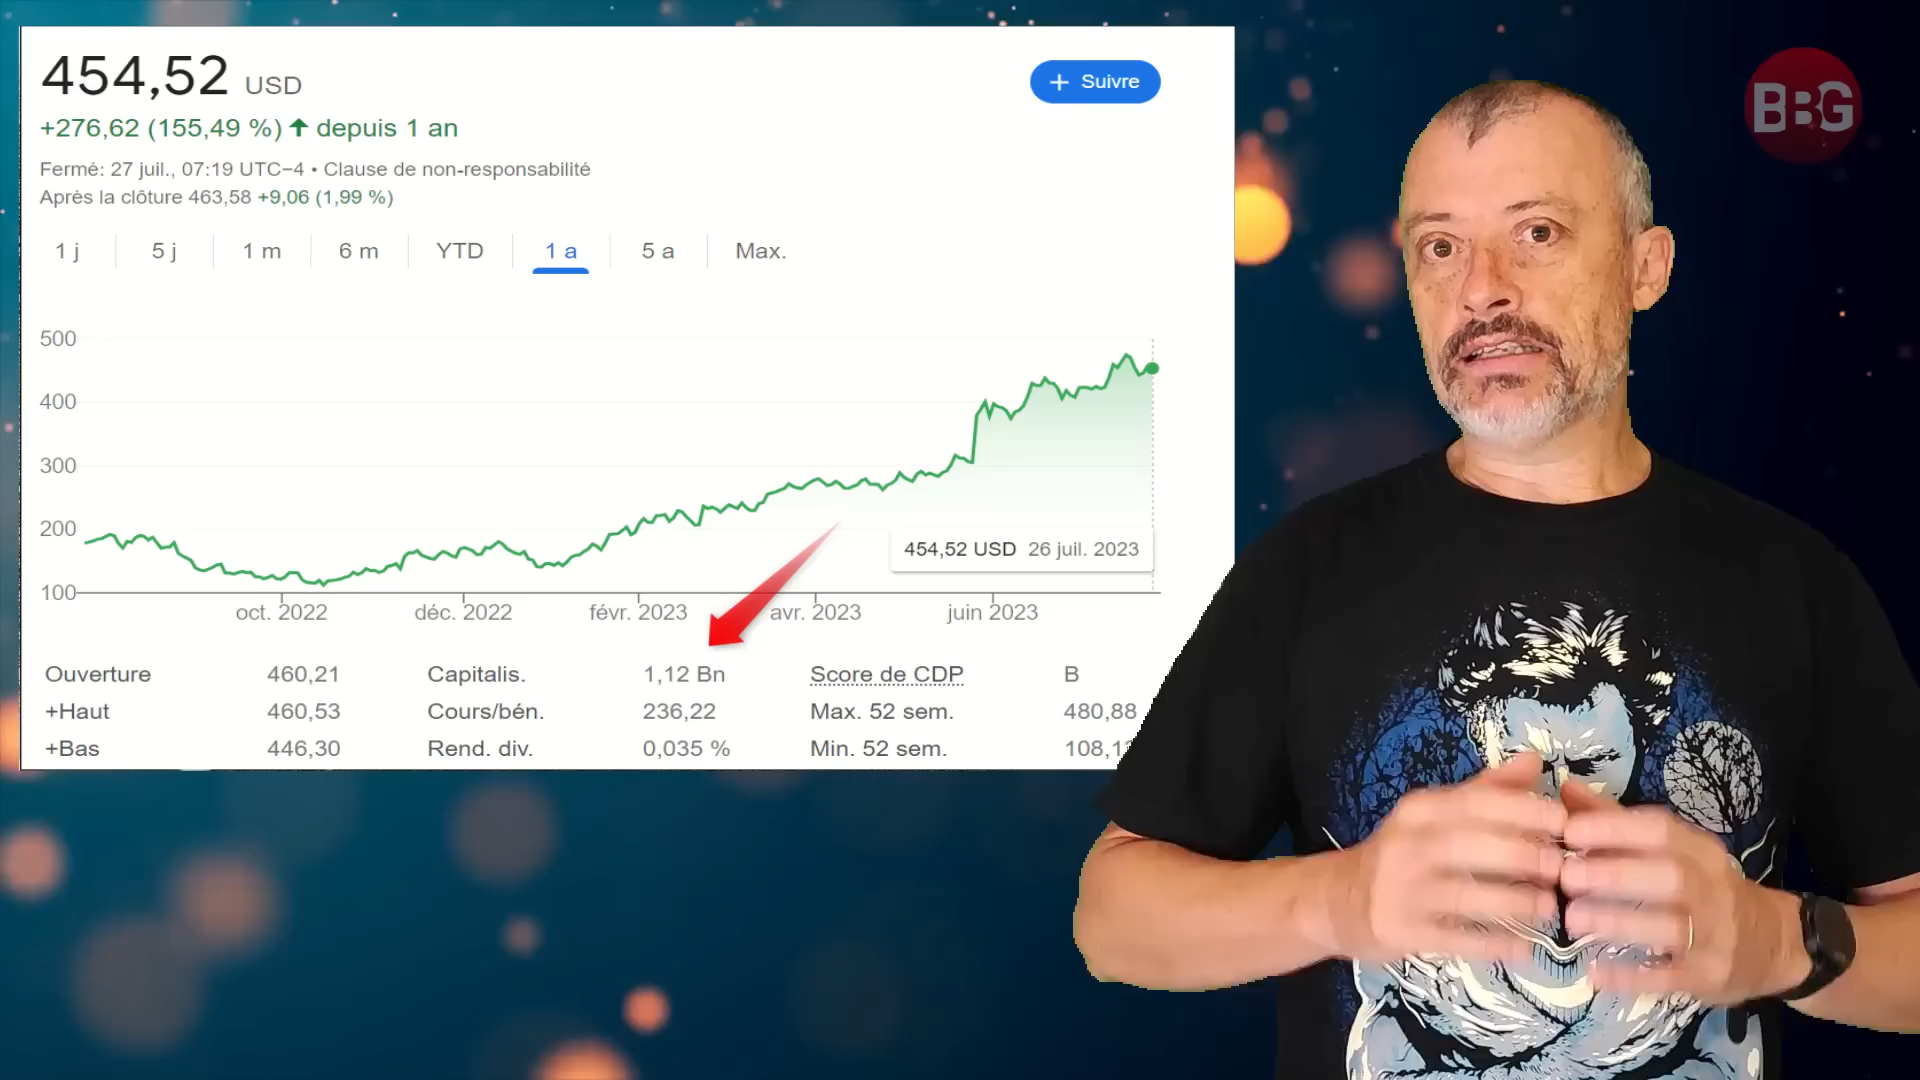 454,52 USD
+ Suivre
+276,62 (155,49 %) ↑ depuis 1 an
Fermé: 27 juil., 07:19 UTC−4 • Clause de non-responsabilité
Après la clôture 463,58 +9,06 (1,99 %)
1 j 5 j 1 m 6 m YTD 1 a 5 a Max.
500
400
300
200
100
454,52 USD 26 juil. 2023
oct. 2022 déc. 2022 févr. 2023 avr. 2023 juin 2023
Ouverture 460,21 Capitalis. 1,12 Bn Score de CDP B
+Haut 460,53 Cours/bén. 236,22 Max. 52 sem. 480,88
+Bas 446,30 Rend. div. 0,035 % Min. 52 sem.
BBG